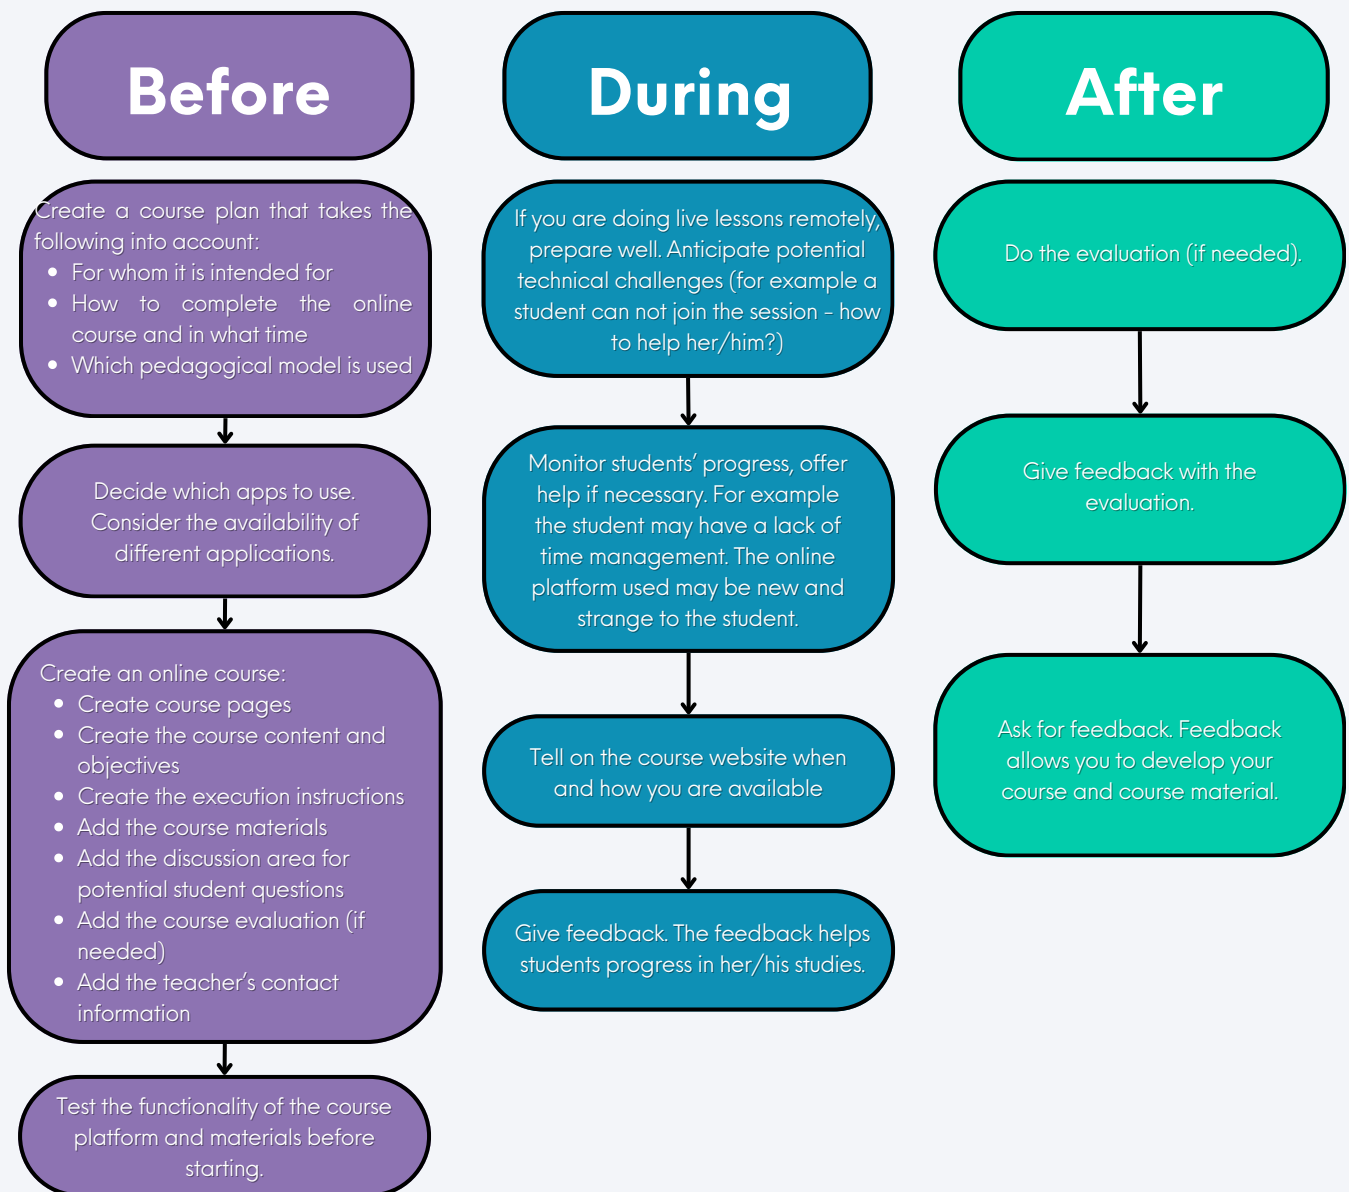 Before
Create a course plan that takes the
following into account:
• For whom it is intended for
• How to complete the online
course and in what time
• Which pedagogical model is used
Decide which apps to use.
Consider the availability of
different applications.
Create an online course:
• Create course pages
• Create the course content and
objectives
• Create the execution instructions
• Add the course materials
• Add the discussion area for
potential student questions
• Add the course evaluation (if
needed)
• Add the teacher's contact
information
Test the functionality of the course
platform and materials before
starting.
During
If you are doing live lessons remotely,
prepare well. Anticipate potential
technical challenges (for example a
student can not join the session - how
to help her/him?)
Monitor students' progress, offer
help if necessary. For example
the student may have a lack of
time management. The online
platform used may be new and
strange to the student.
Tell on the course website when
and how you are available
Give feedback. The feedback helps
students progress in her/his studies.
After
Do the evaluation (if needed).
Give feedback with the
evaluation.
Ask for feedback. Feedback
allows you to develop your
course and course material.